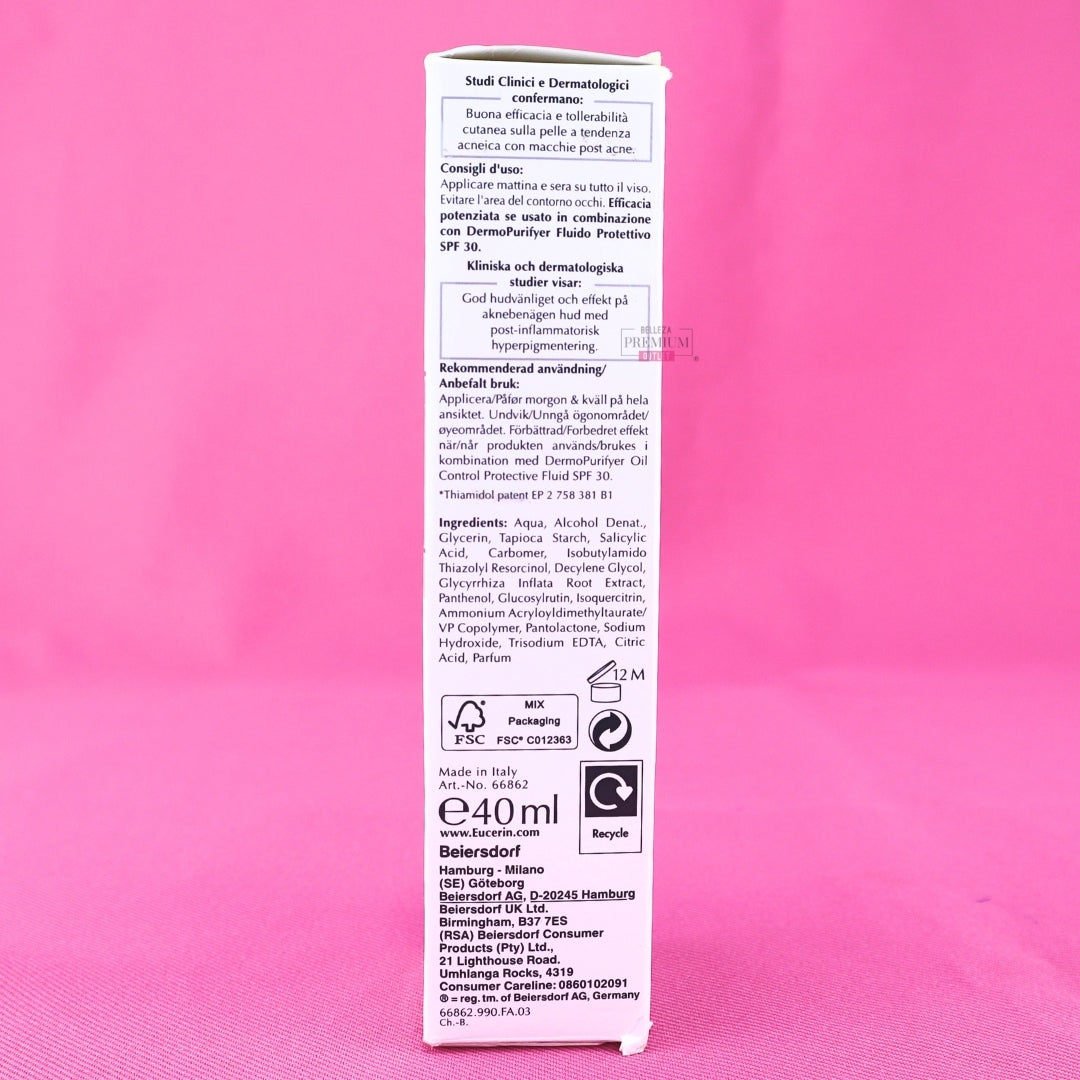 Studi Clinici e Dermatologici
confermano:
Buona efficacia e tollerabilità
cutanea sulla pelle a tendenza
acneica con macchie post acne.
Consigli d'uso:
Applicare mattina e sera su tutto il viso.
Evitare l'area del contorno occhi. Efficacia
potenziata se usato in combinazione
con DermoPurifyer Fluido Protettivo
SPF 30.
Kliniska och dermatologiska
studier visar:
God hudvänliget och effekt på
aknebenägen hud med
post-inflammatorisk
hyperpigmentering.
BELLEZA
PREMIUM
OUTLET
®
Rekommenderad användning/
Anbefalt bruk:
Applicera/Påfør morgon & kväll på hela
ansiktet. Undvik/Unngå ögonområdet/
øyeområdet. Förbättrad/Forbedret effekt
när/når produkten används/brukes i
kombination med DermoPurifyer Oil
Control Protective Fluid SPF 30.
*Thiamidol patent EP 2 758 381 B1
Ingredients: Aqua, Alcohol Denat.,
Glycerin, Tapioca Starch, Salicylic
Acid, Carbomer, Isobutylamido
Thiazolyl Resorcinol, Decylene Glycol,
Glycyrrhiza Inflata Root Extract,
Panthenol, Glucosylrutin, Isoquercitrin,
Ammonium Acryloyldimethyltaurate/
VP Copolymer, Pantolactone, Sodium
Hydroxide, Trisodium EDTA, Citric
Acid, Parfum
12 M
FSC
MIX
Packaging
FSC® C012363
Made in Italy
Art.-No. 66862
e40 ml
www.Eucerin.com
Recycle
Beiersdorf
Hamburg - Milano
(SE) Göteborg
Beiersdorf AG, D-20245 Hamburg
Beiersdorf UK Ltd.
Birmingham, B37 7ES
(RSA) Beiersdorf Consumer
Products (Pty) Ltd.,
21 Lighthouse Road.
Umhlanga Rocks, 4319
Consumer Careline: 0860102091
® = reg. tm. of Beiersdorf AG, Germany
66862.990.FA.03
Ch.-B.